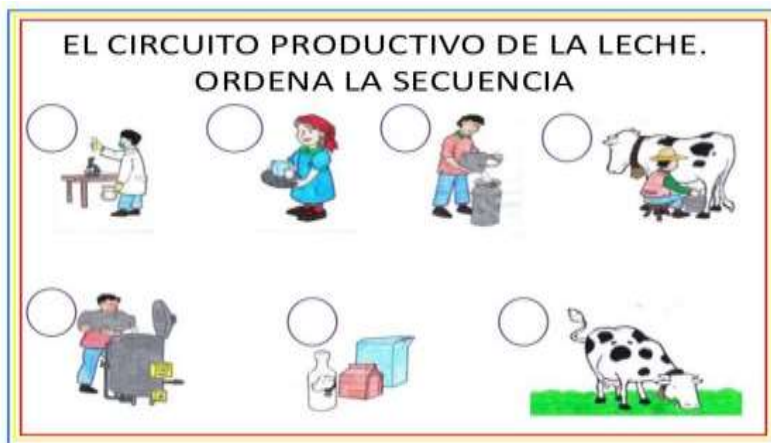 EL CIRCUITO PRODUCTIVO DE LA LECHE.
ORDENA LA SECUENCIA